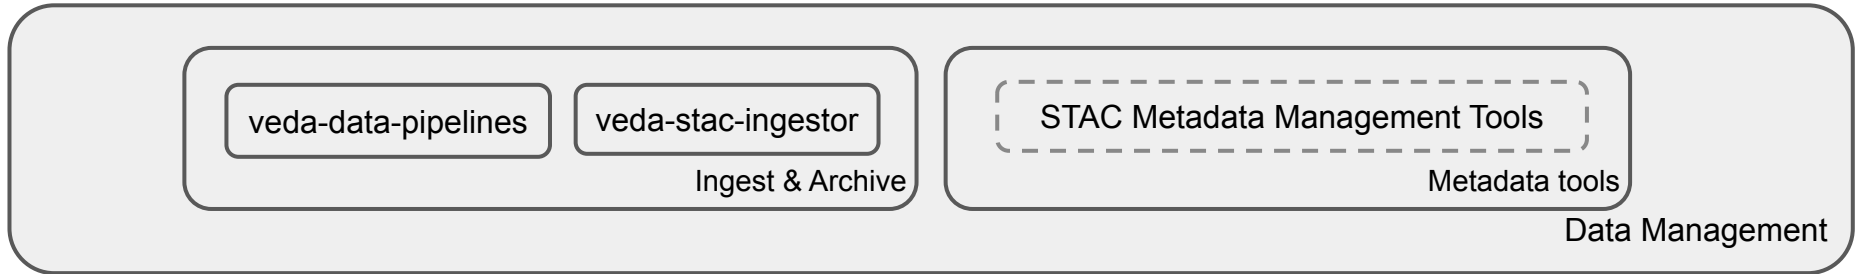 veda-data-pipelines
veda-stac-ingestor
Ingest & Archive
STAC Metadata Management Tools
Metadata tools
Data Management